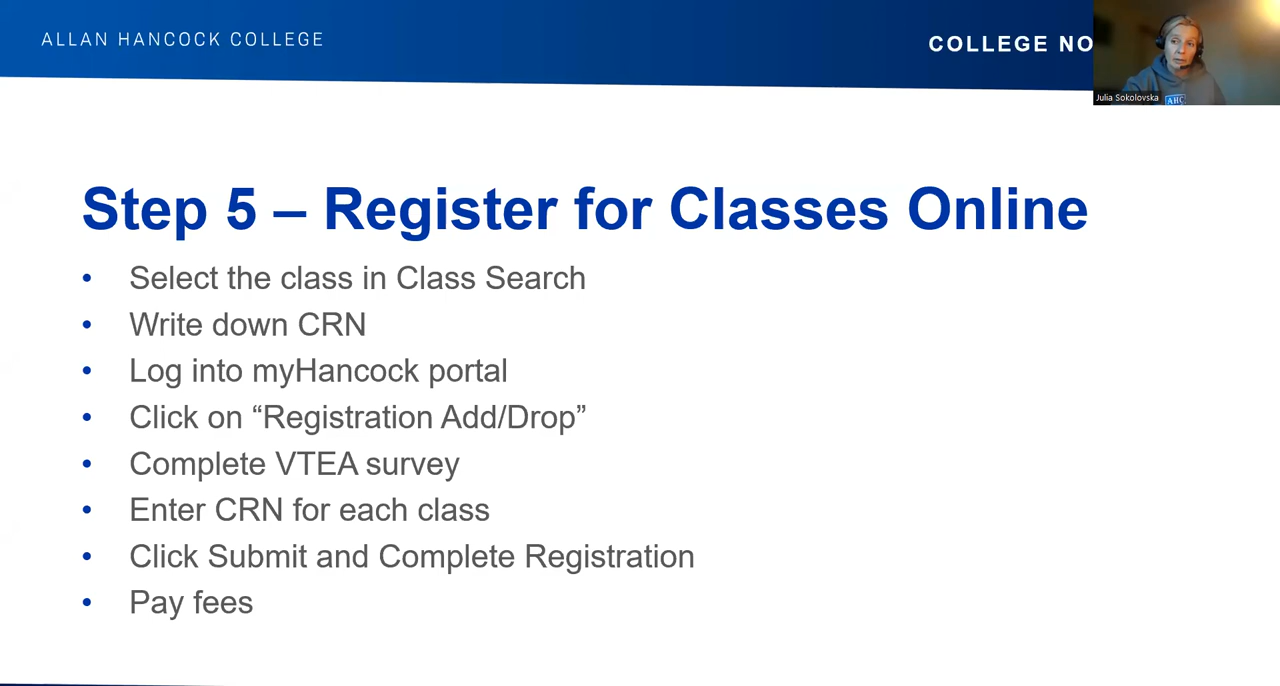 ALLAN HANCOCK COLLEGE
COLLEGE NO
Julia Sokolovska
AHC
Step 5 – Register for Classes Online
• Select the class in Class Search
• Write down CRN
• Log into myHancock portal
• Click on “Registration Add/Drop”
• Complete VTEA survey
• Enter CRN for each class
• Click Submit and Complete Registration
• Pay fees